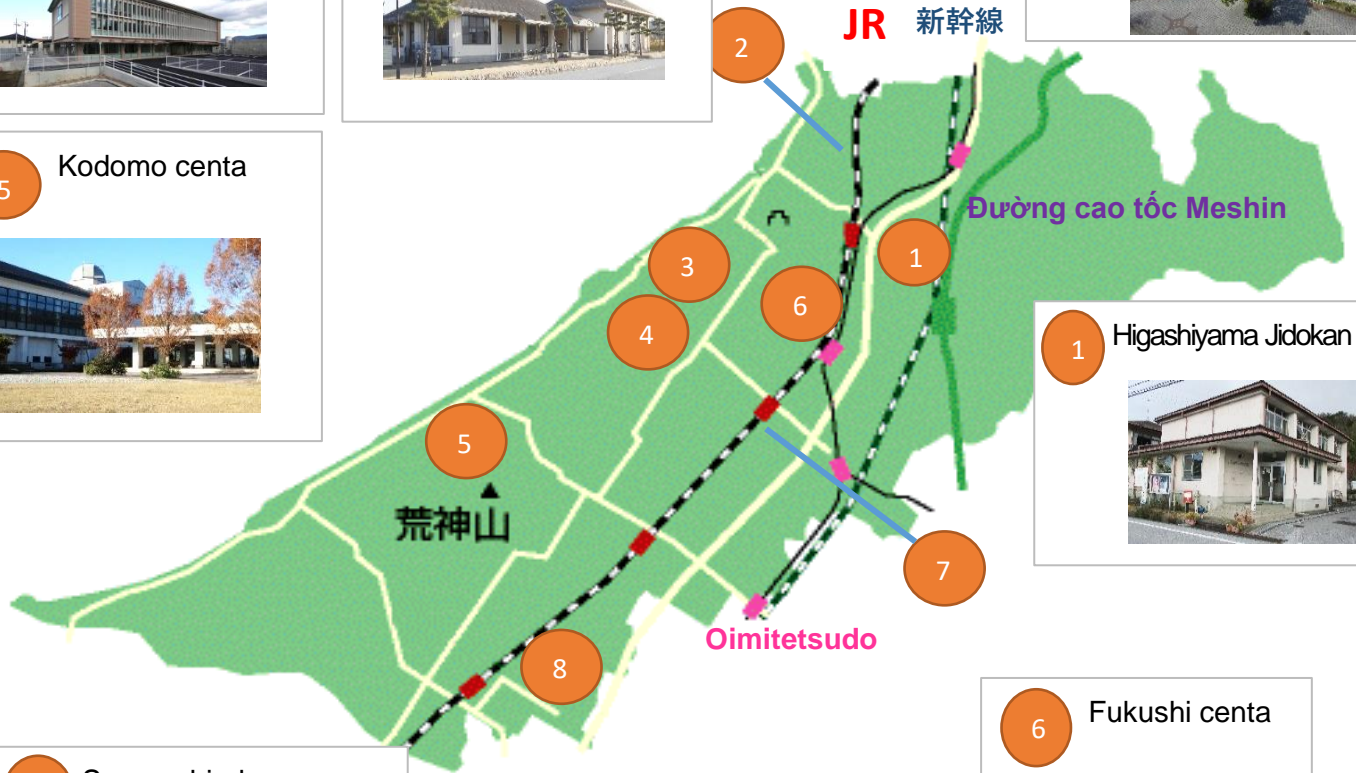 JR 新幹線
2
5 Kodomo centa
Đường cao tốc Meshin
3
1
6
4
1 Higashiyama Jidokan
5
荒神山
7
Oimitetsudo
8
6 Fukushi centa